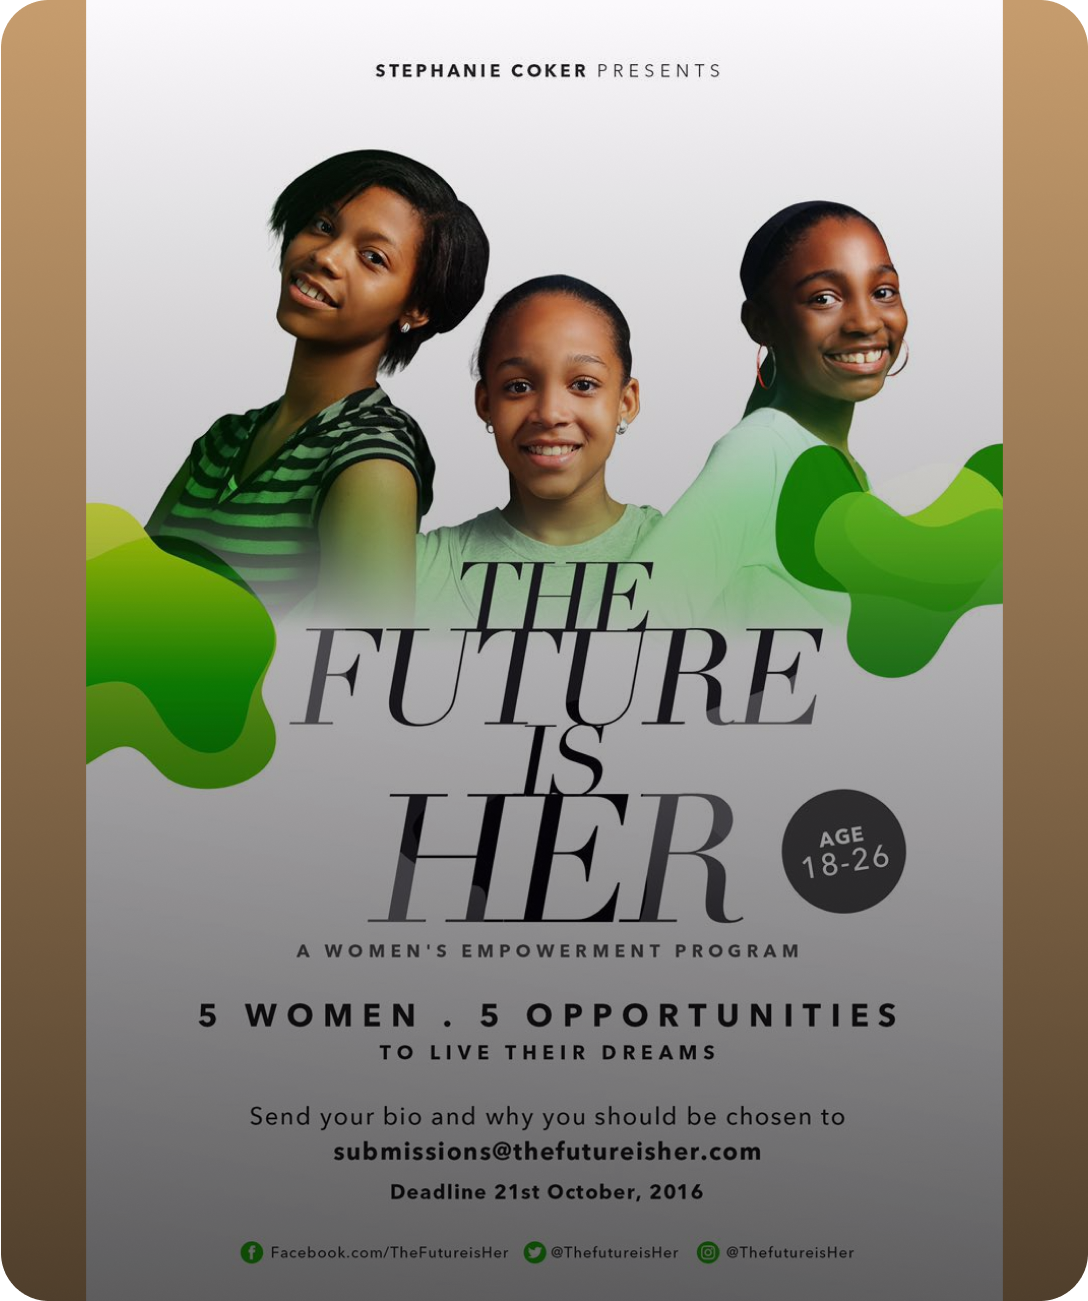 STEPHANIE COKER PRESENTS
THE
FUTURE
IS
HER
AGE
18-26
A WOMEN'S EMPOWERMENT PROGRAM
5 WOMEN . 5 OPPORTUNITIES
TO LIVE THEIR DREAMS
Send your bio and why you should be chosen to
submissions@thefutureisher.com
Deadline 21st October, 2016
Facebook.com/TheFutureisHer @ThefutureisHer @ThefutureisHer